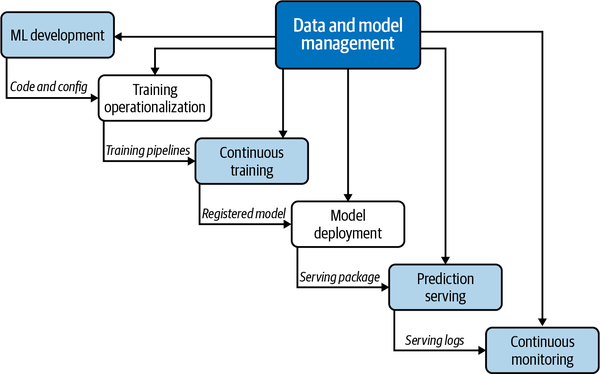 Data and model
management
ML development
Code and config
Training
operationalization
Training pipelines
Continuous
training
Registered model
Model
deployment
Serving package
Prediction
serving
Serving logs
Continuous
monitoring